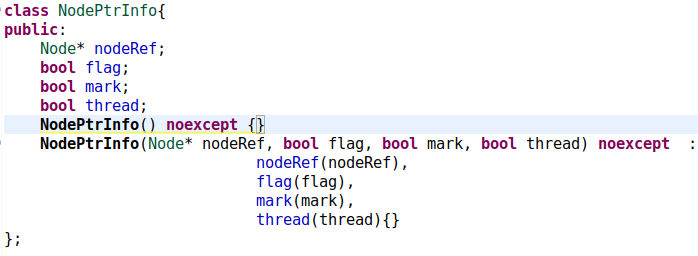 class NodePtrInfo{
public:
    Node* nodeRef;
    bool flag;
    bool mark;
    bool thread;
    NodePtrInfo() noexcept {}
    NodePtrInfo(Node* nodeRef, bool flag, bool mark, bool thread) noexcept  :
                            nodeRef(nodeRef),
                            flag(flag),
                            mark(mark),
                            thread(thread){}
};